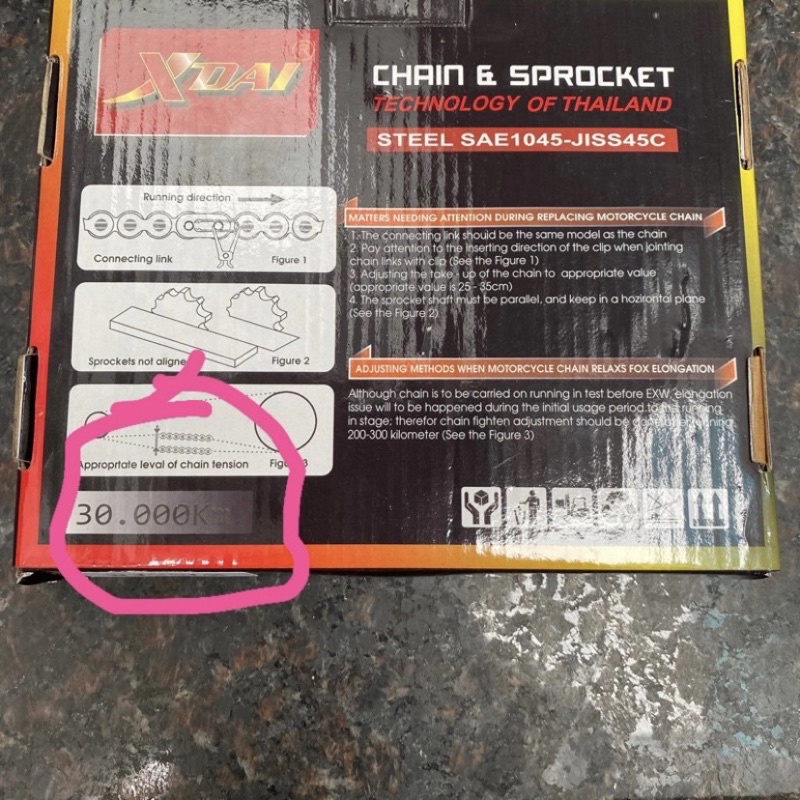 XDAI®
CHAIN & SPROCKET
TECHNOLOGY OF THAILAND
STEEL SAE1045-JISS45C
Running direction
Connecting link Figure 1
Sprockets not aligne Figure 2
Appropriate leval of chain tension 3
30.000K
MATTERS NEEDING ATTENTION DURING REPLACING MOTORCYCLE CHAIN
1. The connecting link should be the same model as the chain
2. Pay attention to the inserting direction of the clip when jointing
chain links with clip (See the Figure 1)
3. Adjusting the take - up of the chain to appropriate value
(appropriate value is 25 - 35cm)
4. The sprocket shaft must be parallel, and keep in a hozirontal plane
(See the Figure 2)
ADJUSTING METHODS WHEN MOTORCYCLE CHAIN RELAXS FOX ELONGATION
Although chain is to be carried on running in test before EXW, elongation
issue will to be happened during the initial usage period to running
in stage; therefor chain fighten adjustment should be
200-300 kilometer (See the Figure 3)